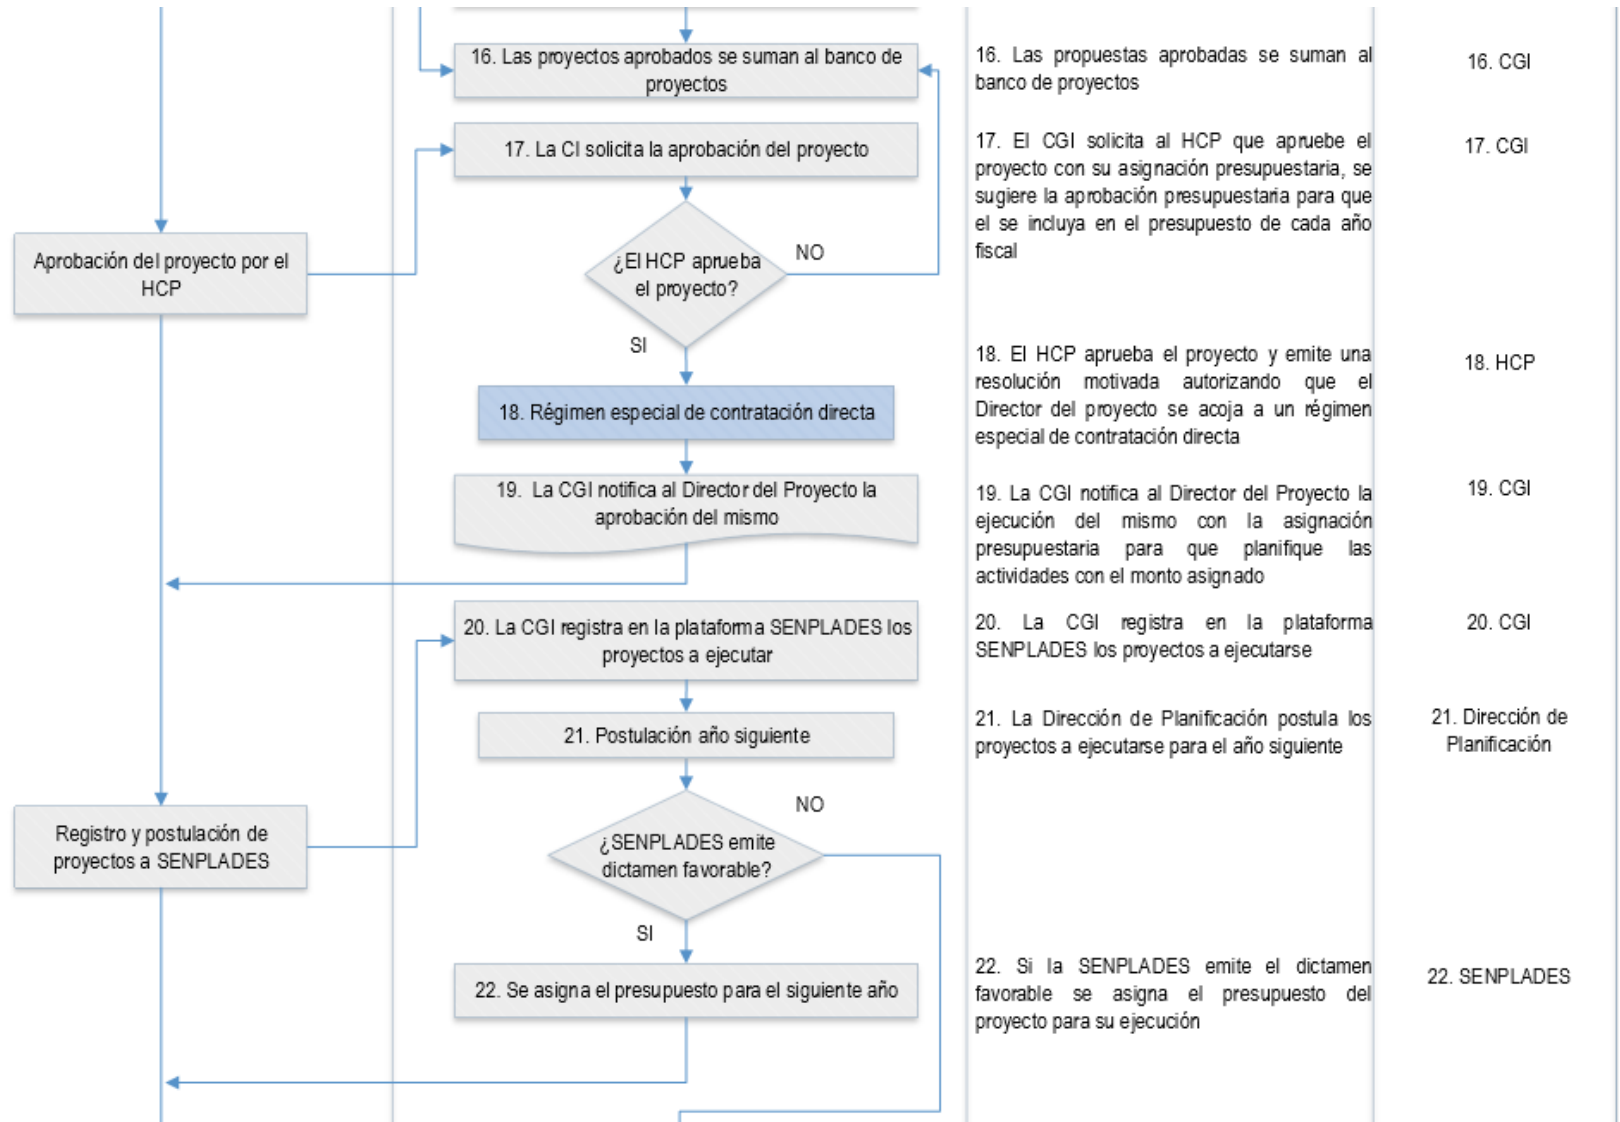 16. Las proyectos aprobados se suman al banco de
proyectos
16. Las propuestas aprobadas se suman al
banco de proyectos
16. CGI
17. La CI solicita la aprobación del proyecto
17. El CGI solicita al HCP que apruebe el
proyecto con su asignación presupuestaria, se
sugiere la aprobación presupuestaria para que
el se incluya en el presupuesto de cada año
fiscal
17. CGI
Aprobación del proyecto por el
HCP
¿El HCP aprueba
el proyecto?
NO
SI
18. Régimen especial de contratación directa
18. El HCP aprueba el proyecto y emite una
resolución motivada autorizando que el
Director del proyecto se acoja a un régimen
especial de contratación directa
18. HCP
19. La CGI notifica al Director del Proyecto la
aprobación del mismo
19. La CGI notifica al Director del Proyecto la
ejecución del mismo con la asignación
presupuestaria para que planifique las
actividades con el monto asignado
19. CGI
20. La CGI registra en la plataforma SENPLADES los
proyectos a ejecutar
20. La CGI registra en la plataforma
SENPLADES los proyectos a ejecutarse
20. CGI
21. Postulación año siguiente
21. La Dirección de Planificación postula los
proyectos a ejecutarse para el año siguiente
21. Dirección de
Planificación
Registro y postulación de
proyectos a SENPLADES
¿SENPLADES emite
dictamen favorable?
NO
SI
22. Se asigna el presupuesto para el siguiente año
22. Si la SENPLADES emite el dictamen
favorable se asigna el presupuesto del
proyecto para su ejecución
22. SENPLADES